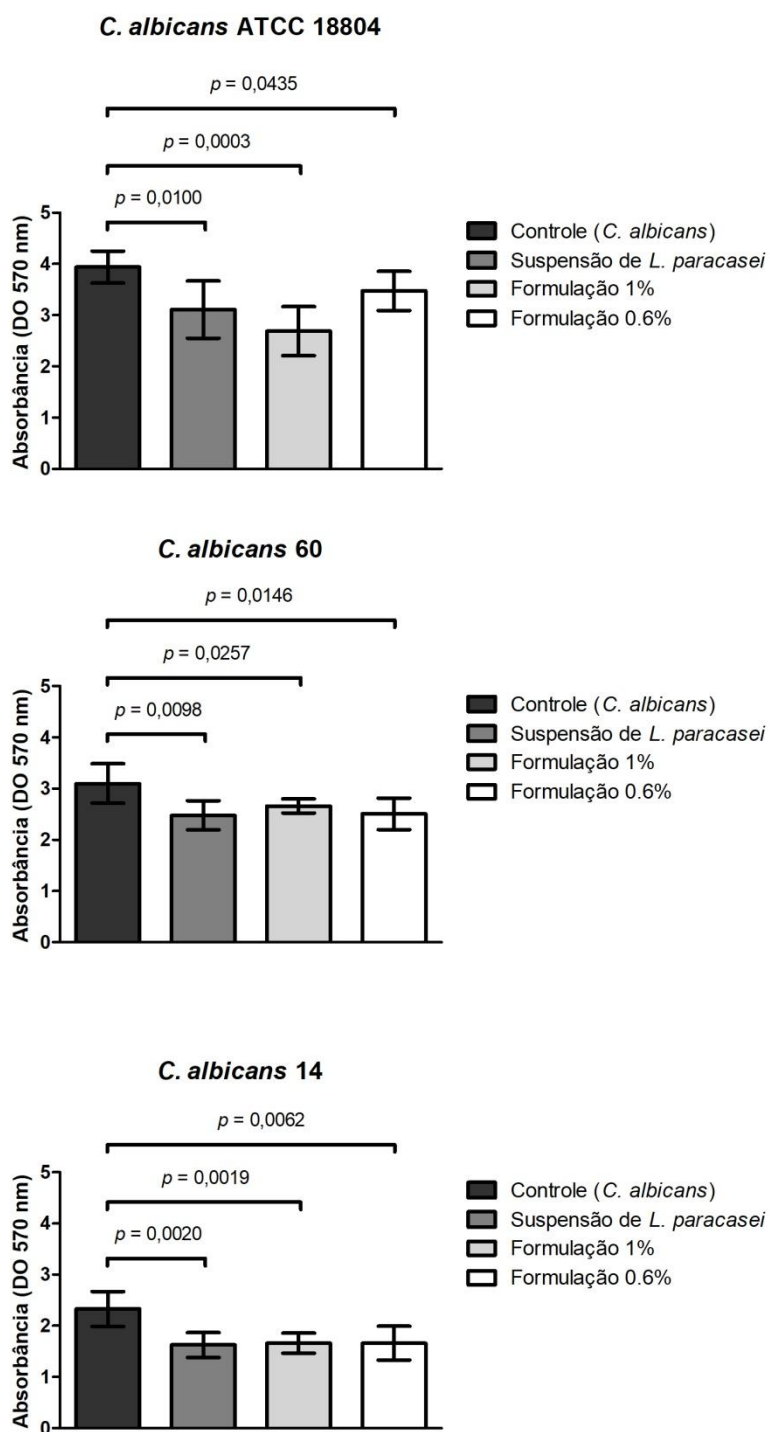 C. albicans ATCC 18804
p = 0,0435
p = 0,0003
p = 0,0100
Absorbância (DO 570 nm)
5
4
3
2
1
0
Controle (C. albicans)
Suspensão de L. paracasei
Formulação 1%
Formulação 0.6%
C. albicans 60
p = 0,0146
p = 0,0257
p = 0,0098
Absorbância (DO 570 nm)
5
4
3
2
1
0
Controle (C. albicans)
Suspensão de L. paracasei
Formulação 1%
Formulação 0.6%
C. albicans 14
p = 0,0062
p = 0,0019
p = 0,0020
Absorbância (DO 570 nm)
5
4
3
2
1
0
Controle (C. albicans)
Suspensão de L. paracasei
Formulação 1%
Formulação 0.6%